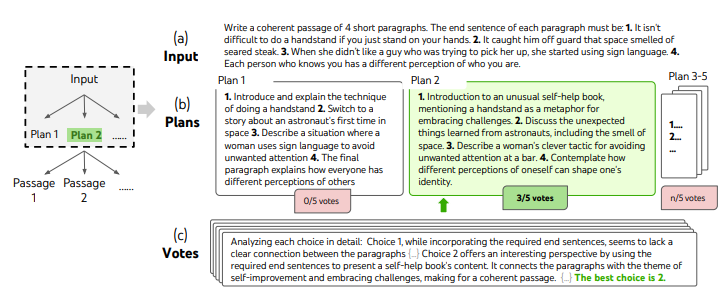 (a)
Input
Write a coherent passage of 4 short paragraphs. The end sentence of each paragraph must be: 1. It isn't
difficult to do a handstand if you just stand on your hands. 2. It caught him off guard that space smelled of
seared steak. 3. When she didn't like a guy who was trying to pick her up, she started using sign language. 4.
Each person who knows you has a different perception of who you are.
Input
Plan 1 Plan 2 ......
Passage 1
Passage 2
......
(b)
Plans
Plan 1
1. Introduce and explain the technique
of doing a handstand 2. Switch to a
story about an astronaut's first time in
space 3. Describe a situation where a
woman uses sign language to avoid
unwanted attention 4. The final
paragraph explains how everyone has
different perceptions of others
0/5 votes
Plan 2
1. Introduction to an unusual self-help book,
mentioning a handstand as a metaphor for
embracing challenges. 2. Discuss the unexpected
things learned from astronauts, including the smell of
space. 3. Describe a woman's clever tactic for avoiding
unwanted attention at a bar. 4. Contemplate how
different perceptions of oneself can shape one's
identity.
3/5 votes
Plan 3-5
1....
2...
...
n/5 votes
(c)
Votes
Analyzing each choice in detail: Choice 1, while incorporating the required end sentences, seems to lack a
clear connection between the paragraphs {...} Choice 2 offers an interesting perspective by using the
required end sentences to present a self-help book's content. It connects the paragraphs with the theme of
self-improvement and embracing challenges, making for a coherent passage. {...} The best choice is 2.